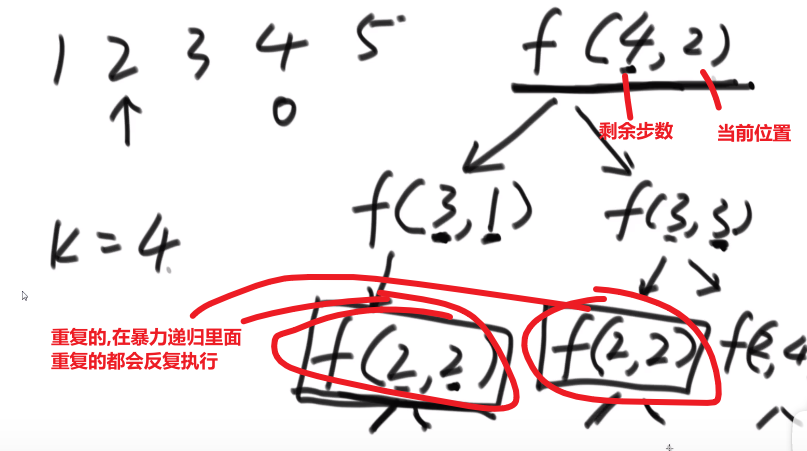 1 2 3 4 5
f(4,2)
↑
0
剩余步数
当前位置
f(3,1)
f(3,3)
K=4
重复的,在暴力递归里面
重复的都会反复执行
f(2,2)
f(2,2)
f(2,4